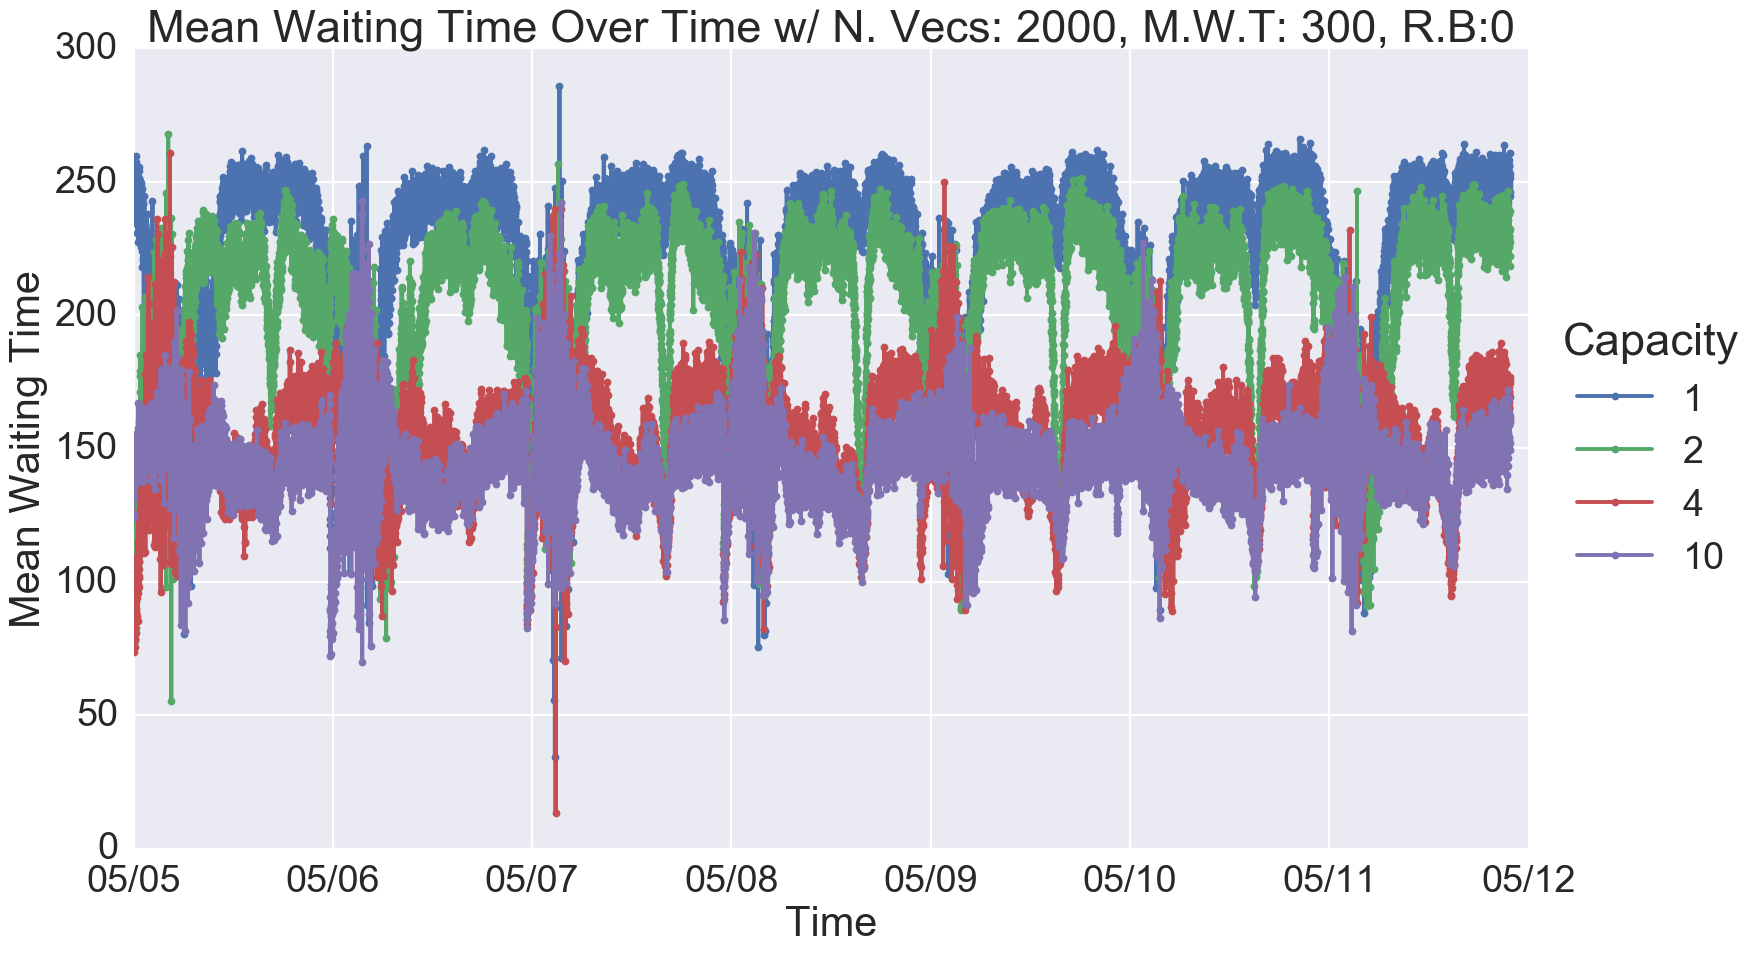 Mean Waiting Time Over Time w/ N. Vecs: 2000, M.W.T: 300, R.B:0
Mean Waiting Time
300
250
200
150
100
50
0
05/05 05/06 05/07 05/08 05/09 05/10 05/11 05/12
Time
Capacity
1
2
4
10